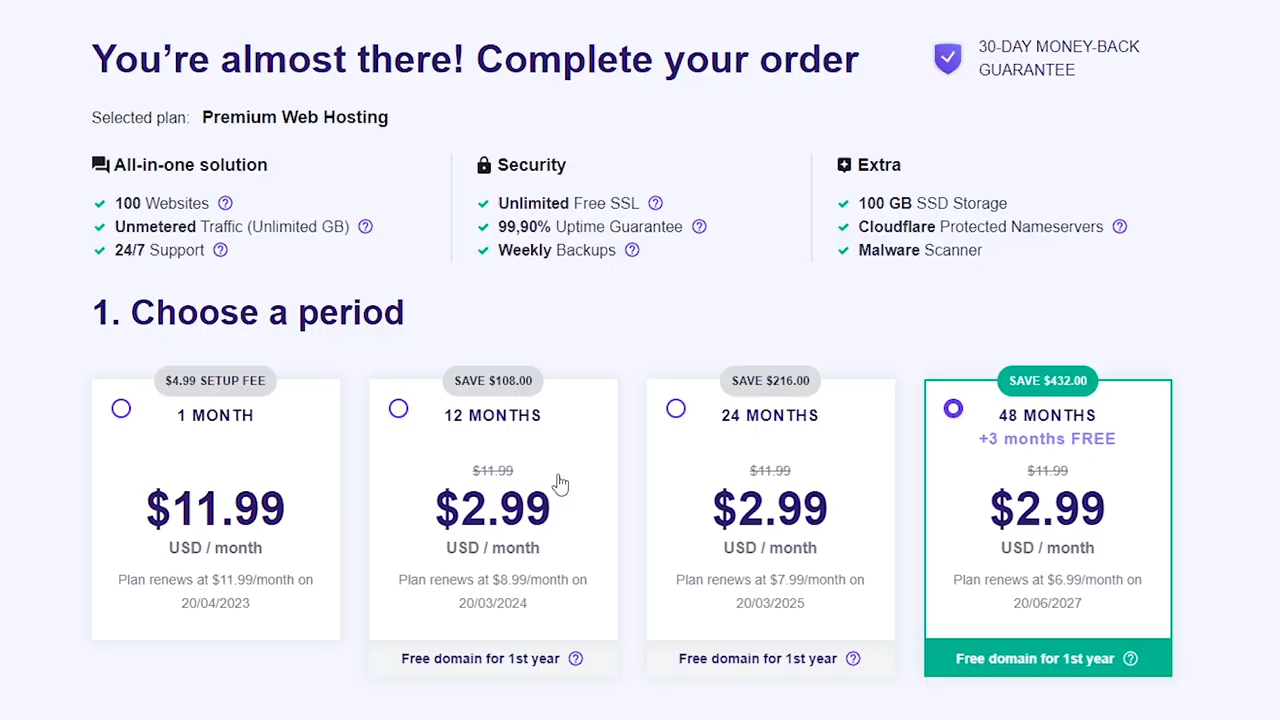 You're almost there! Complete your order
30-DAY MONEY-BACK
GUARANTEE
Selected plan: Premium Web Hosting
All-in-one solution
100 Websites
Unmetered Traffic (Unlimited GB)
24/7 Support
Security
Unlimited Free SSL
99,90% Uptime Guarantee
Weekly Backups
Extra
100 GB SSD Storage
Cloudflare Protected Nameservers
Malware Scanner
1. Choose a period
$4.99 SETUP FEE
1 MONTH
$11.99
USD / month
Plan renews at $11.99/month on
20/04/2023
SAVE $108.00
12 MONTHS
$11.99
$2.99
USD / month
Plan renews at $8.99/month on
20/03/2024
Free domain for 1st year
SAVE $216.00
24 MONTHS
$11.99
$2.99
USD / month
Plan renews at $7.99/month on
20/03/2025
Free domain for 1st year
SAVE $432.00
48 MONTHS
+3 months FREE
$11.99
$2.99
USD / month
Plan renews at $6.99/month on
20/06/2027
Free domain for 1st year